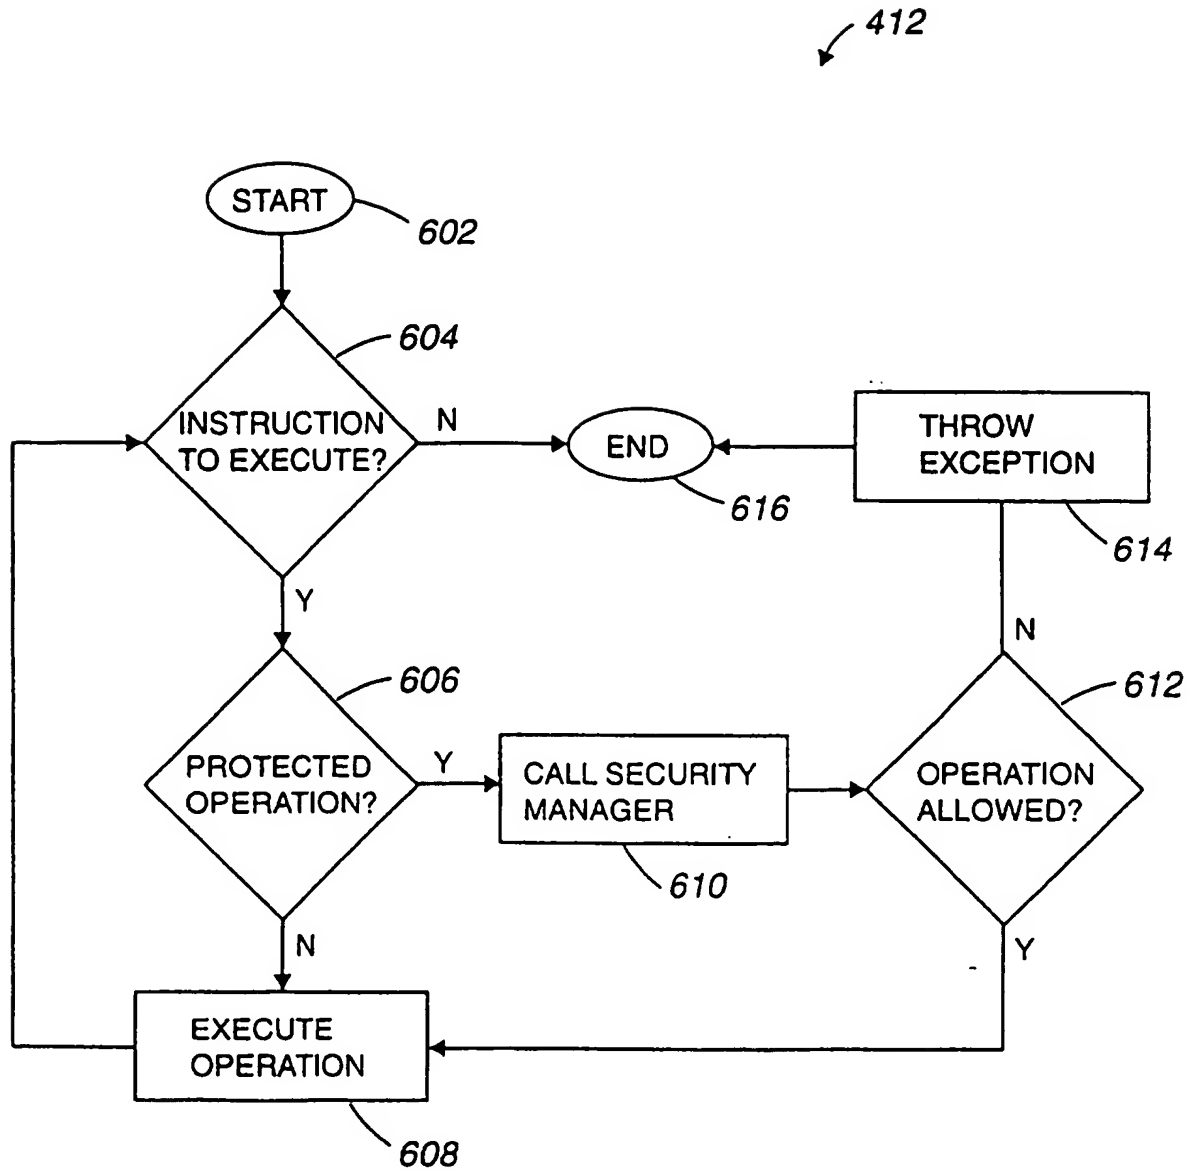 412
START
602
604
INSTRUCTION
TO EXECUTE?
N
END
616
THROW
EXCEPTION
614
Y
N
606
612
PROTECTED
OPERATION?
Y
CALL SECURITY
MANAGER
610
OPERATION
ALLOWED?
N
Y
EXECUTE
OPERATION
608